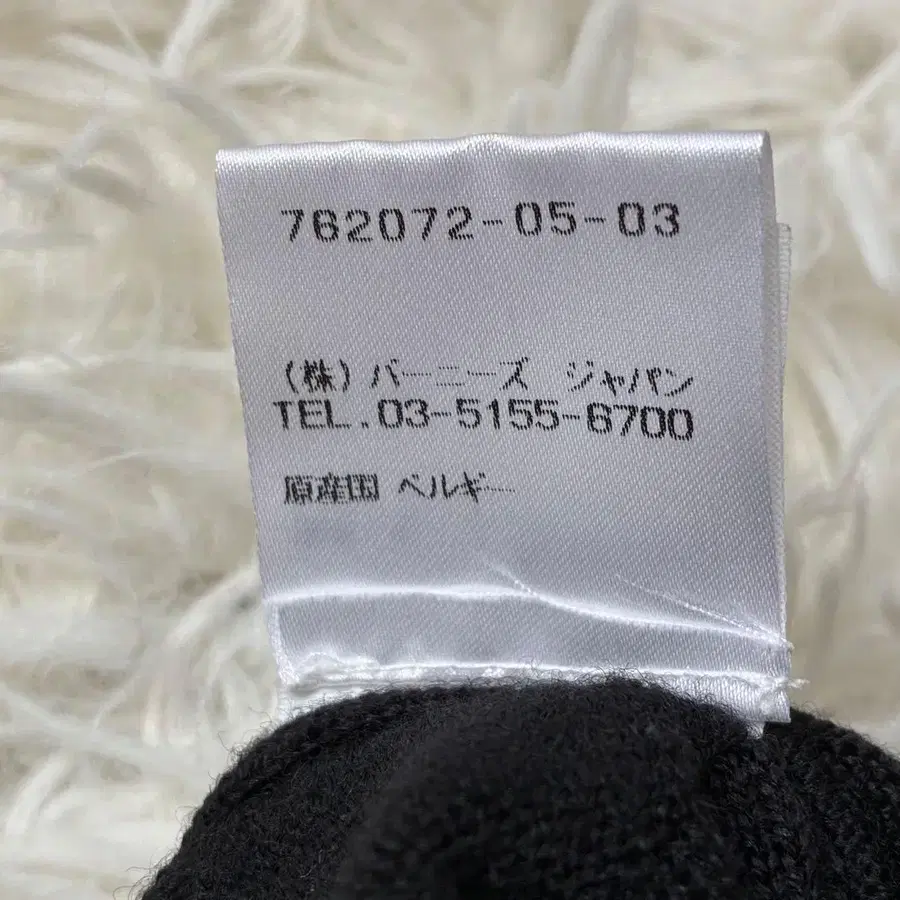 762072-05-03
(株)バーニーズ　ジャパン
TEL.03-5155-6700
原産国 ベルギー